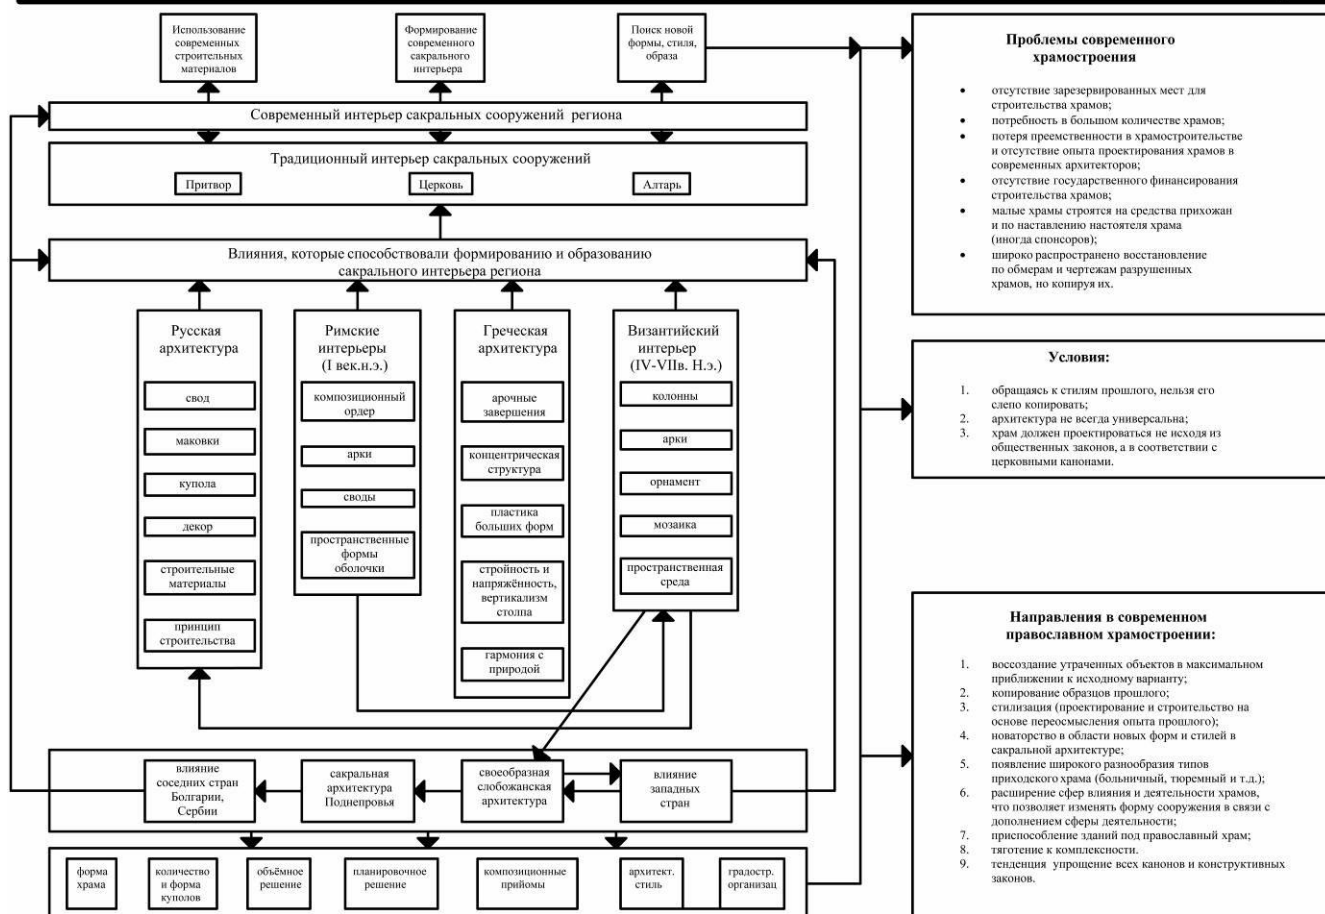 Использование
современных
строительных
материалов
Формирование
современного
сакрального
интерьера
Поиск новой
формы, стиля,
образа
Современный интерьер сакральных сооружений региона
Традиционный интерьер сакральных сооружений
Притвор
Церковь
Алтарь
Влияния, которые способствовали формированию и образованию
сакрального интерьера региона
Русская
архитектура
свод
маковки
купола
декор
строительные
материалы
принцип
строительства
Римские
интерьеры
(I век.н.э.)
композиционный
ордер
арки
своды
пространственные
формы
оболочки
Греческая
архитектура
арочные
завершения
концентрическая
структура
пластика
больших форм
стройность и
напряжённость,
вертикализм
столпа
гармония с
природой
Византийский
интерьер
(IV-VIIв. Н.э.)
колонны
арки
орнамент
мозаика
пространственная
среда
влияние
соседних стран
Болгарии,
Сербии
сакральная
архитектура
Поднепровья
своеобразная
слобожанская
архитектура
влияние
западных
стран
форма
храма
количество
и форма
куполов
объёмное
решение
планировочное
решение
композиционные
приёмы
архитект.
стиль
градостр.
организац
Проблемы современного
храмостроения
• отсутствие зарезервированных мест для
строительства храмов;
• потребность в большом количестве храмов;
• потеря преемственности в храмостроительстве
и отсутствие опыта проектирования храмов в
современных архитекторов;
• отсутствие государственного финансирования
строительства храмов;
• малые храмы строятся на средства прихожан
и по наставлению настоятеля храма
(иногда спонсоров);
• широко распространено восстановление
по обмерам и чертежам разрушенных
храмов, но копируя их.
Условия:
1. обращаясь к стилям прошлого, нельзя его
слепо копировать;
2. архитектура не всегда универсальна;
3. храм должен проектироваться не исходя из
общественных законов, а в соответствии с
церковными канонами.
Направления в современном
православном храмостроении:
1. воссоздание утраченных объектов в максимальном
приближении к исходному варианту;
2. копирование образцов прошлого;
3. стилизация (проектирование и строительство на
основе переосмысления опыта прошлого);
4. новаторство в области новых форм и стилей в
сакральной архитектуре;
5. появление широкого разнообразия типов
приходского храма (больничный, тюремный и т.д.);
6. расширение сфер влияния и деятельности храмов,
что позволяет изменять форму сооружения в связи с
дополнением сферы деятельности;
7. приспособление зданий под православный храм;
8. тяготение к комплексности.
9. тенденция упрощение всех канонов и конструктивных
законов.